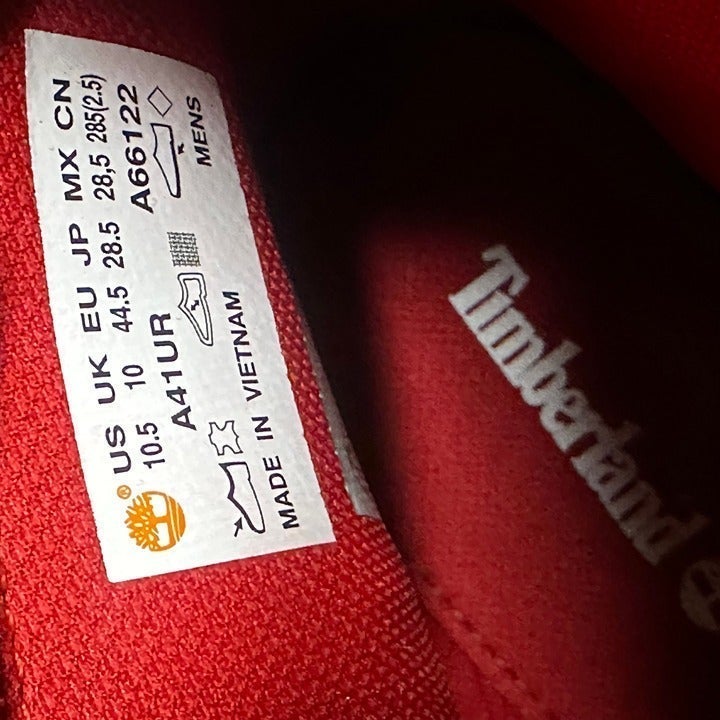 US UK EU JP MX CN
10.5 10 44.5 28.5 28,5 285(2.5)
A41UR A66122
MENS
MADE IN VIETNAM
®
Timberland